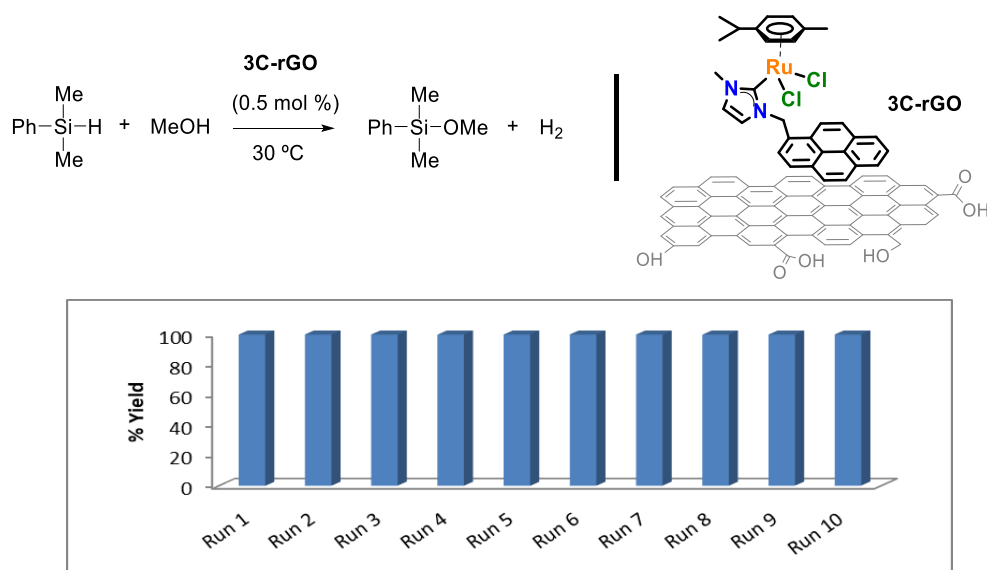 3C-rGO
Me
Ph-Si-H + MeOH
Me
(0.5 mol %)
30 ºC
Me
Ph-Si-OMe + H2
Me
Ru
Cl
Cl
N
N
3C-rGO
O
OH
OH
O
OH
HO
% Yield
100
80
60
40
20
0
Run 1
Run 2
Run 3
Run 4
Run 5
Run 6
Run 7
Run 8
Run 9
Run 10